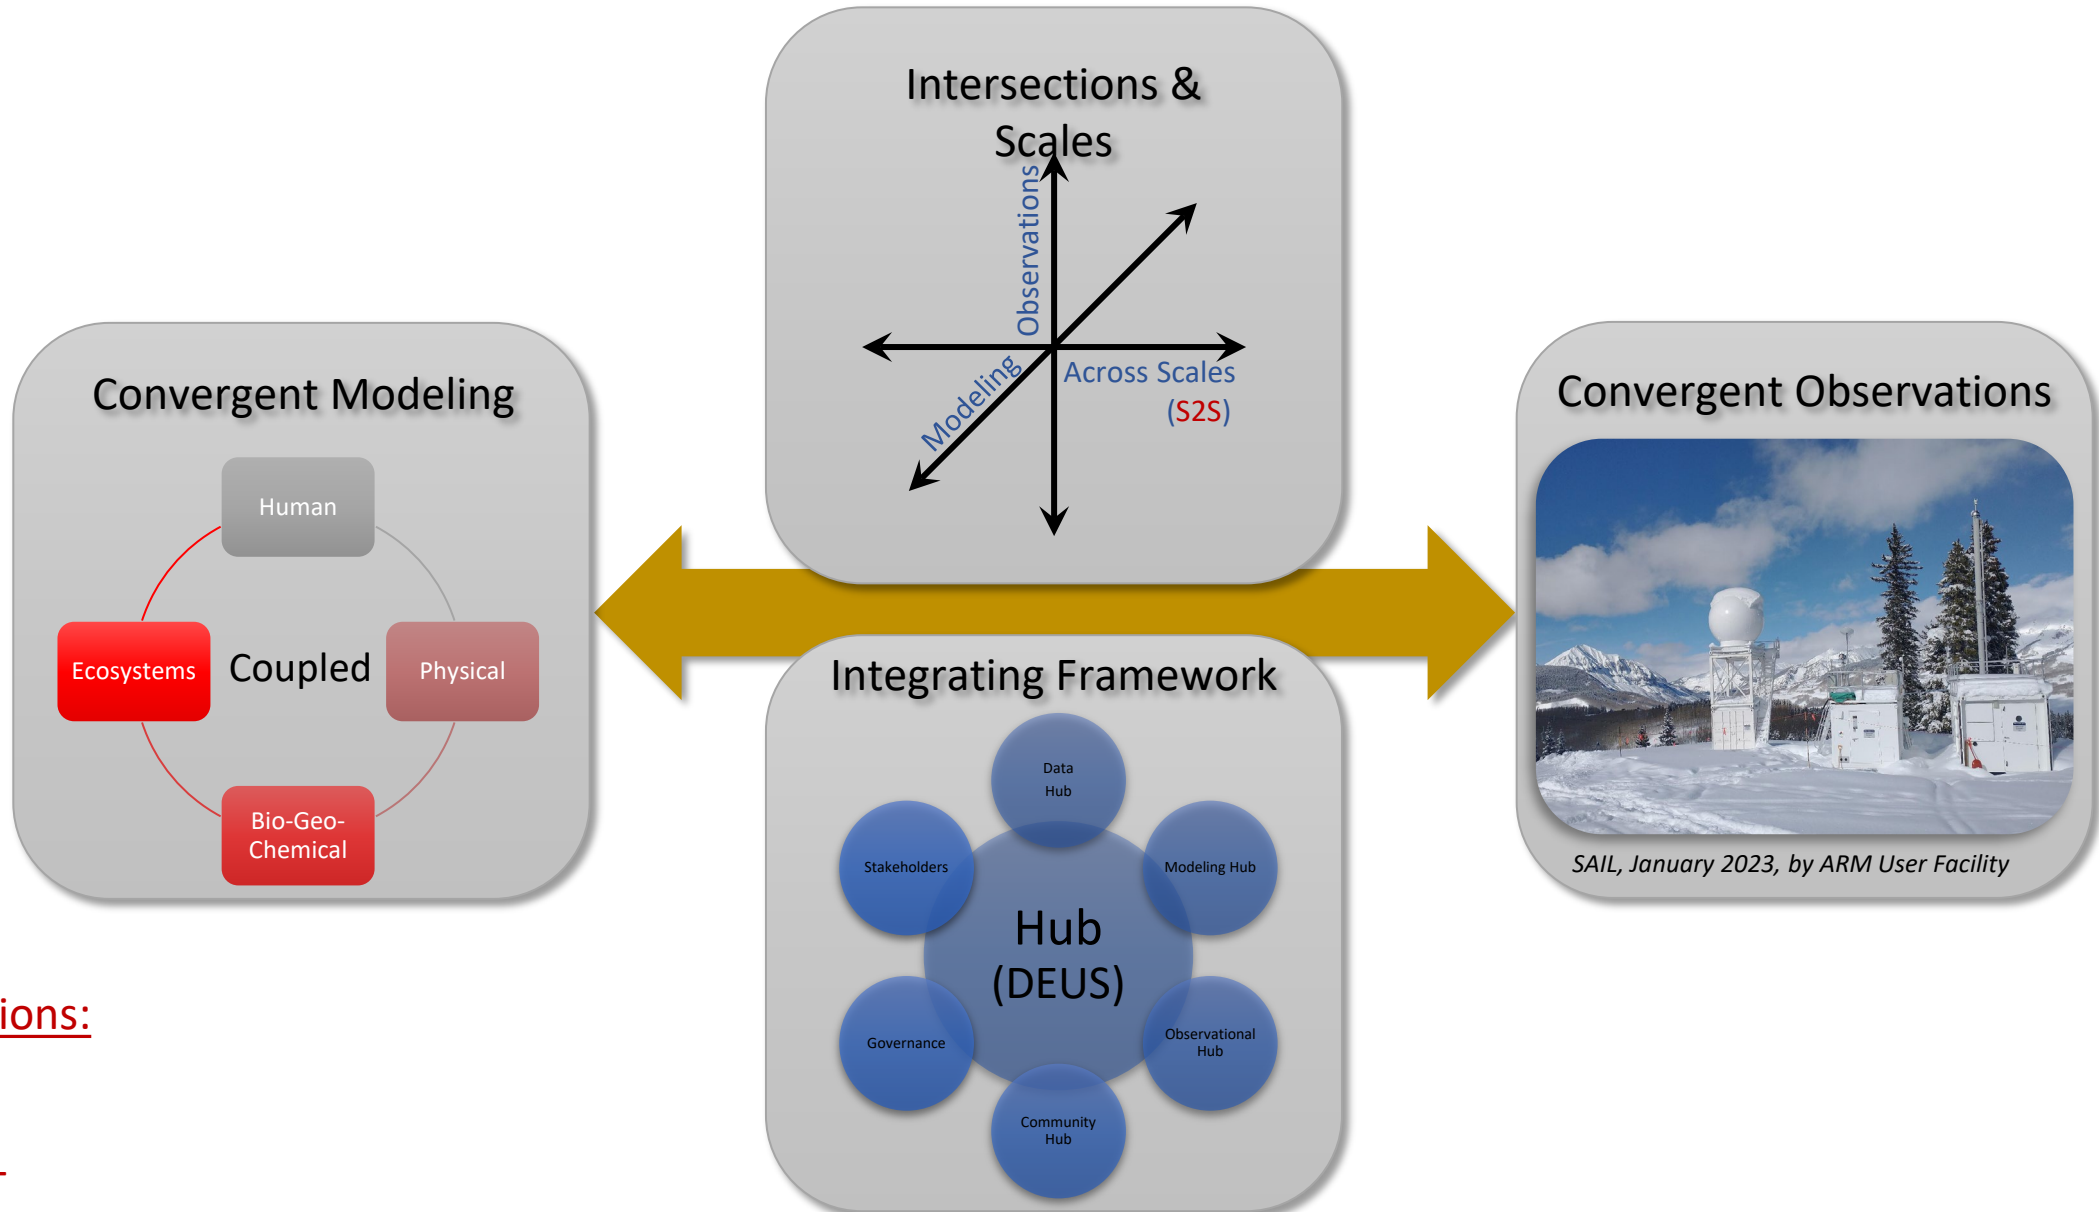 Intersections &
Scales
Observations
Modeling
Across Scales
(S2S)
Convergent Modeling
Human
Ecosystems
Coupled
Physical
Bio-Geo-
Chemical
Convergent Observations
SAIL, January 2023, by ARM User Facility
Integrating Framework
Data
Hub
Stakeholders
Modeling Hub
Hub
(DEUS)
Governance
Observational
Hub
Community
Hub
ions: